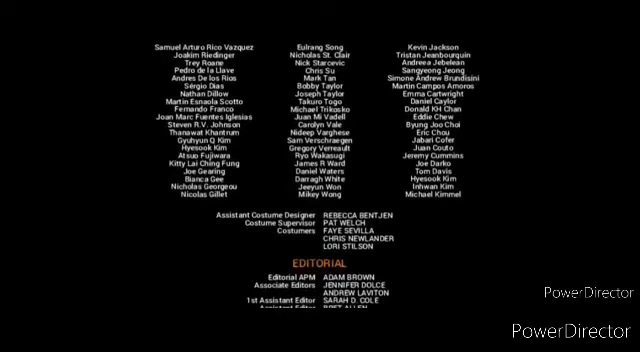 Samuel Arturo Rico Vazquez Eulrang Song Kevin Jackson
Joakim Riedinger Nicholas St. Clair Tristan Jeanbourquin
Trey Roane Nick Starcevic Andreea Jebelean
Pedro de la Llave Chris Su Sangyeong Jeong
Andres De los Rios Mark Tan Simone Andrew Brundisini
Sérgio Dias Bobby Taylor Martin Campos Amoros
Nathan Dillow Joseph Taylor Emma Cartwright
Martin Esnaola Scotto Takuro Togo Daniel Caylor
Fernando Franco Michael Trikosko Donald KH Chan
Joan Marc Fuentes Iglesias Juan Mi Vadell Eddie Chew
Steven R.V. Johnson Carolyn Vale Byung Joo Choi
Thanawat Khantrum Nideep Varghese Eric Chou
Gyuhyun Q Kim Sam Verschraegen Jabari Cofer
Hyesook Kim Gregory Verreault Juan Couto
Atsuo Fujiwara Ryo Wakasugi Jeremy Cummins
Kitty Lai Ching Fung James R Ward Joe Darko
Joe Gearing Daniel Waters Tom Davis
Bianca Gee Darragh White Hyesook Kim
Nicholas Georgeou Jeeyun Won Inhwan Kim
Nicolas Gillet Mikey Wong Michael Kimmel
Assistant Costume Designer REBECCA BENTJEN
Costume Supervisor PAT WELCH
Costumers FAYE SEVILLA
CHRIS NEWLANDER
LORI STILSON
EDITORIAL
Editorial APM ADAM BROWN
Associate Editors JENNIFER DOLCE
ANDREW LAVITON
1st Assistant Editor SARAH D. COLE
Assistant Editor BRET ALLEN
PowerDirector
PowerDirector